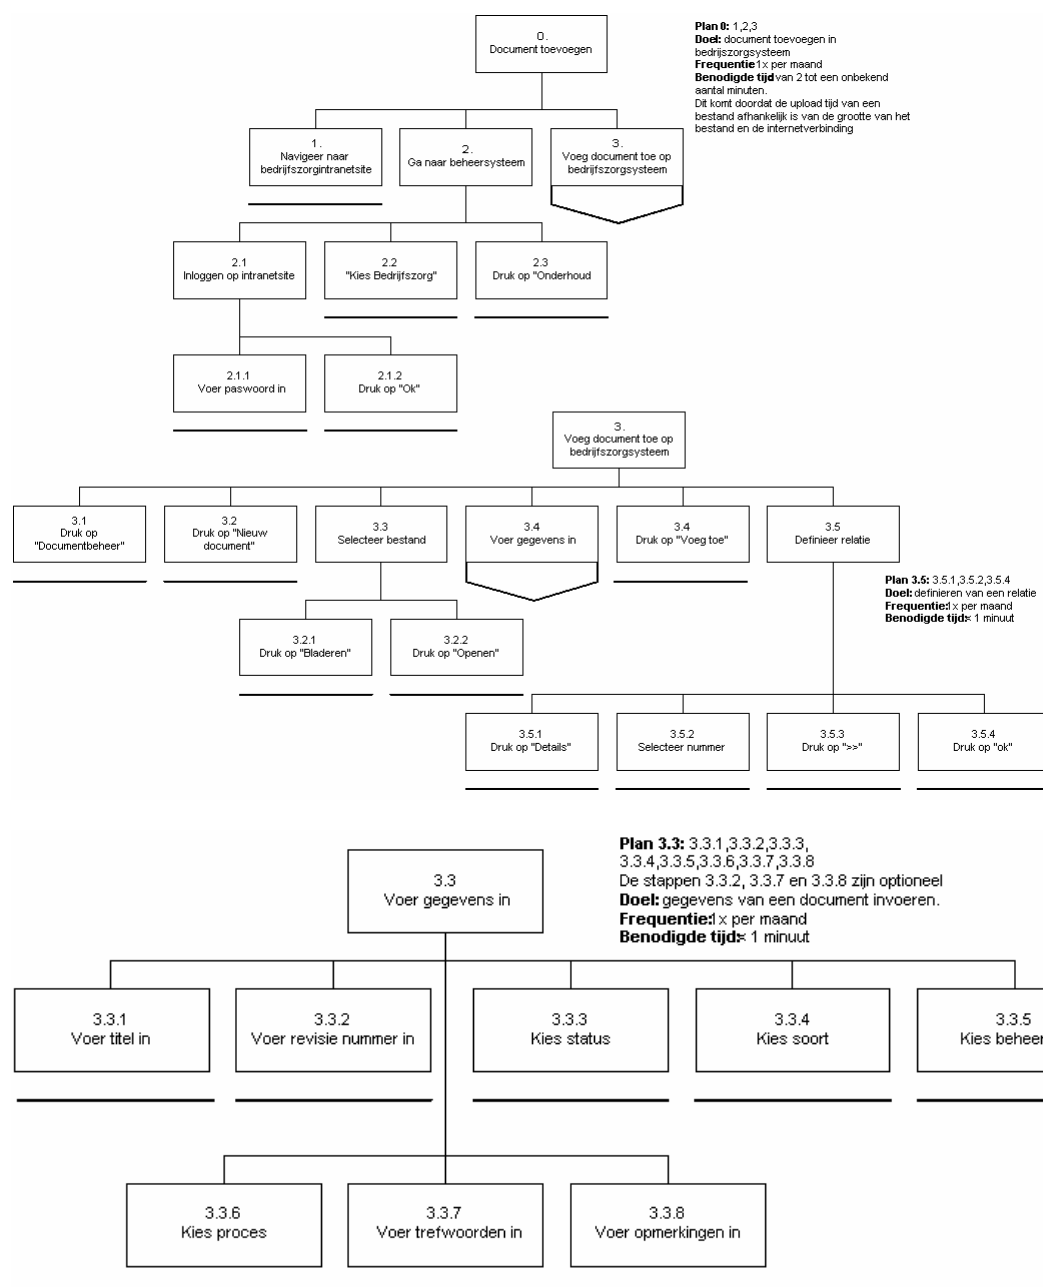 0.
Document toevoegen
Plan 0: 1,2,3
Doel: document toevoegen in
bedrijszorgsysteem
Frequentie 1x per maand
Benodigde tijd van 2 tot een onbekend
aantal minuten.
Dit komt doordat de upload tijd van een
bestand afhankelijk is van de grootte van het
bestand en de internetverbinding
1.
Navigeer naar
bedrijfszorgintranetsite
2.
Ga naar beheersysteem
3.
Voeg document toe op
bedrijfszorgsysteem
2.1
Inloggen op intranetsite
2.2
"Kies Bedrijfszorg"
2.3
Druk op "Onderhoud
2.1.1
Voer paswoord in
2.1.2
Druk op "Ok"
3.
Voeg document toe op
bedrijfszorgsysteem
3.1
Druk op
"Documentbeheer"
3.2
Druk op "Nieuw
document"
3.3
Selecteer bestand
3.4
Voer gegevens in
3.4
Druk op "Voeg toe"
3.5
Definieer relatie
Plan 3.5: 3.5.1,3.5.2,3.5.4
Doel: definieren van een relatie
Frequentie:1x per maand
Benodigde tijd:< 1 minuut
3.2.1
Druk op "Bladeren"
3.2.2
Druk op "Openen"
3.5.1
Druk op "Details"
3.5.2
Selecteer nummer
3.5.3
Druk op ">>"
3.5.4
Druk op "ok"
Plan 3.3: 3.3.1,3.3.2,3.3.3,
3.3.4,3.3.5,3.3.6,3.3.7,3.3.8
De stappen 3.3.2, 3.3.7 en 3.3.8 zijn optioneel
Doel: gegevens van een document invoeren.
Frequentie:1x per maand
Benodigde tijd:< 1 minuut
3.3
Voer gegevens in
3.3.1
Voer titel in
3.3.2
Voer revisie nummer in
3.3.3
Kies status
3.3.4
Kies soort
3.3.5
Kies beheer
3.3.6
Kies proces
3.3.7
Voer trefwoorden in
3.3.8
Voer opmerkingen in